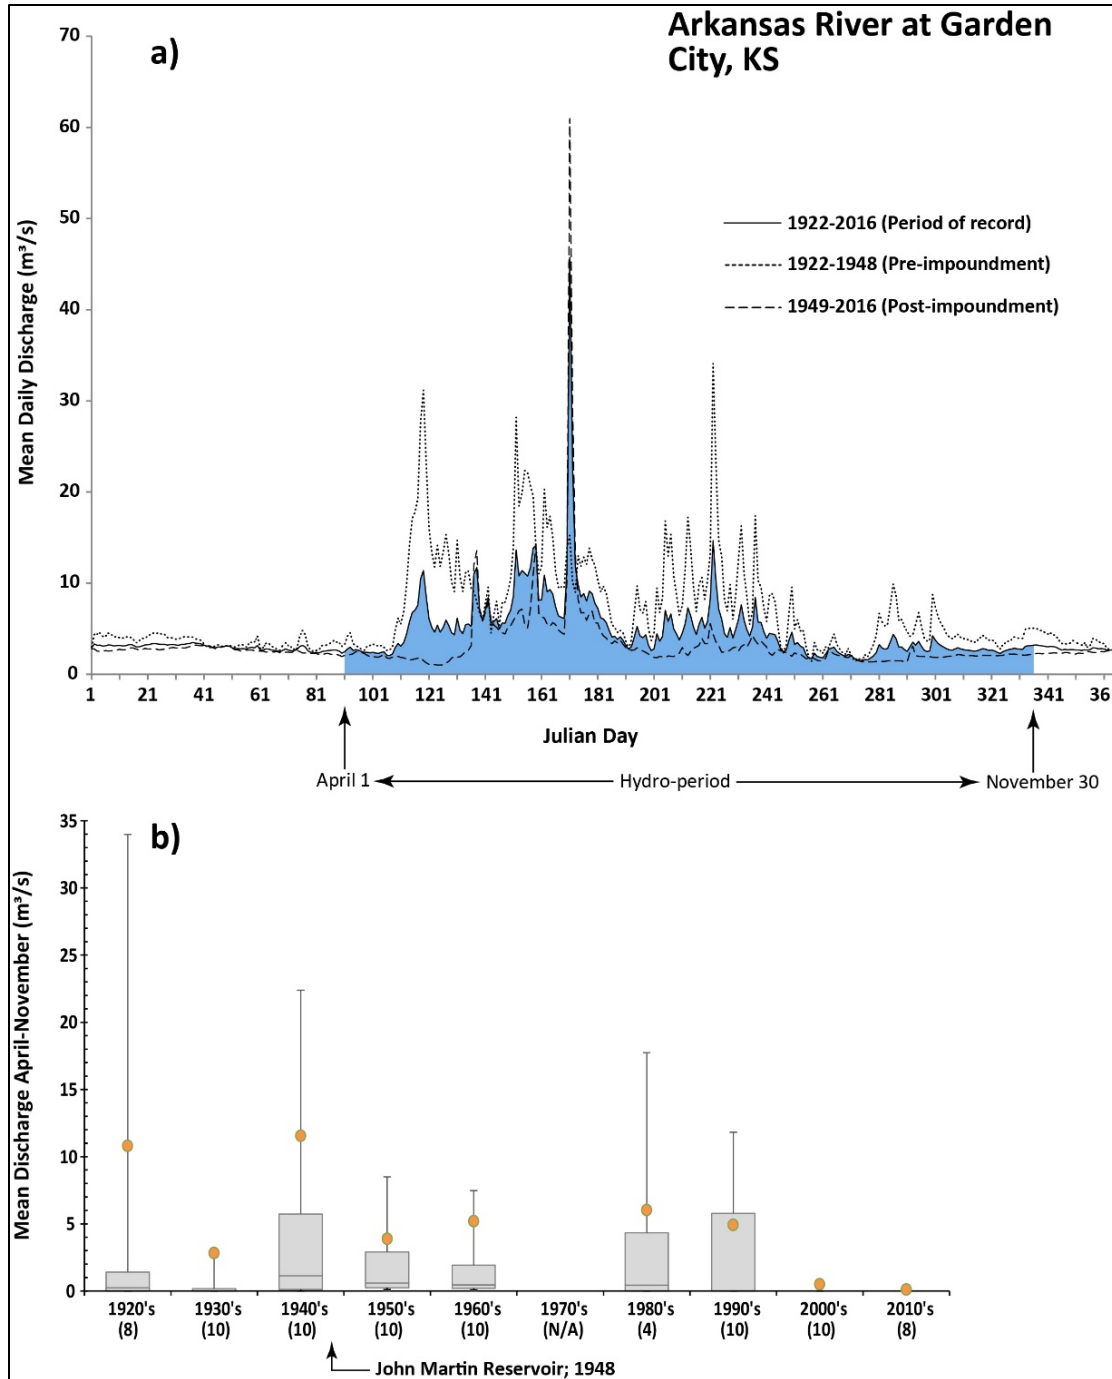 Arkansas River at Garden
City, KS
a)
70
60
50
40
30
20
10
0
Mean Daily Discharge (m³/s)
1922-2016 (Period of record)
1922-1948 (Pre-impoundment)
1949-2016 (Post-impoundment)
1 21 41 61 81 101 121 141 161 181 201 221 241 261 281 301 321 341 36
Julian Day
April 1 Hydro-period November 30
b)
35
30
25
20
15
10
5
0
Mean Discharge April-November (m³/s)
1920's 1930's 1940's 1950's 1960's 1970's 1980's 1990's 2000's 2010's
(8) (10) (10) (10) (10) (N/A) (4) (10) (10) (8)
John Martin Reservoir; 1948